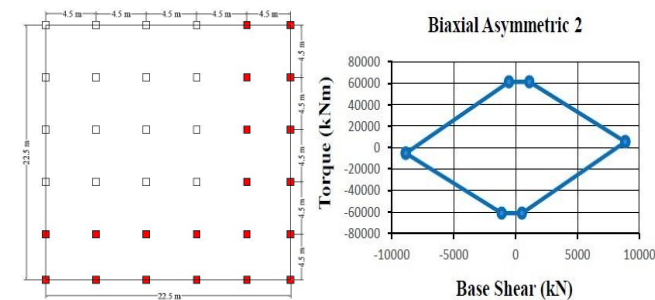 4.5 m 4.5 m 4.5 m 4.5 m 4.5 m
4.5 m
4.5 m
4.5 m
4.5 m
4.5 m
22.5 m
22.5 m
Biaxial Asymmetric 2
Torque (kNm)
80000
60000
40000
20000
0
-20000
-40000
-60000
-80000
-10000 -5000 0 5000 10000
Base Shear (kN)